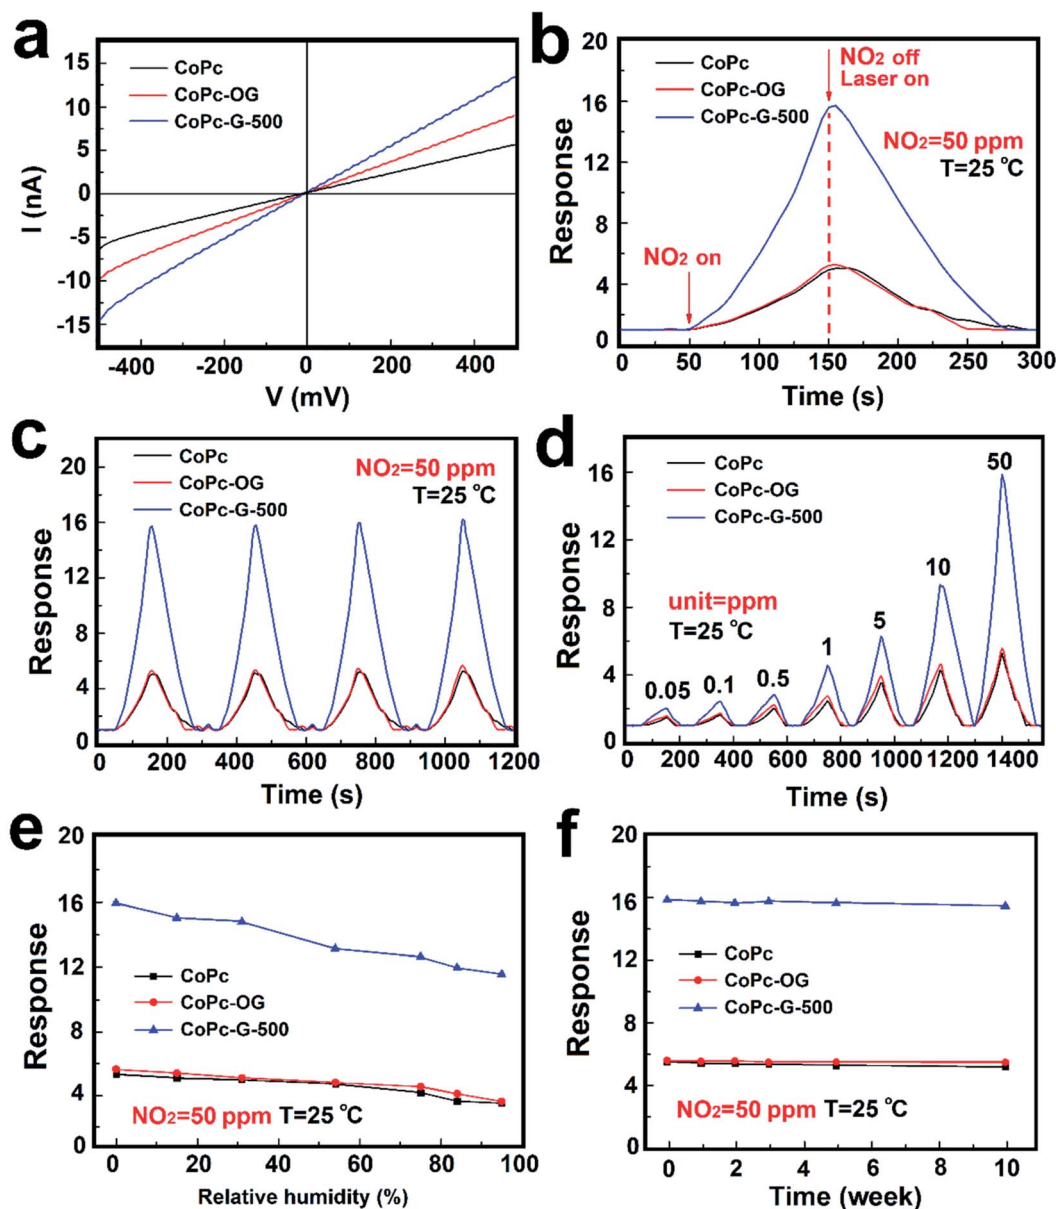 a
15
10
5
0
-5
-10
-15
I (nA)
CoPc
CoPc-OG
CoPc-G-500
-400 -200 0 200 400
V (mV)
b
20
16
12
8
4
0
Response
CoPc
CoPc-OG
CoPc-G-500
NO2 off
Laser on
NO2=50 ppm
T=25 °C
NO2 on
0 50 100 150 200 250 300
Time (s)
c
20
16
12
8
4
0
Response
CoPc
CoPc-OG
CoPc-G-500
NO2=50 ppm
T=25 °C
0 200 400 600 800 1000 1200
Time (s)
d
16
12
8
4
0
Response
CoPc
CoPc-OG
CoPc-G-500
unit=ppm
T=25 °C
0.05 0.1 0.5 1 5 10 50
0 200 400 600 800 1000 1200 1400
Time (s)
e
20
16
12
8
4
0
Response
CoPc
CoPc-OG
CoPc-G-500
NO2=50 ppm T=25 °C
0 20 40 60 80 100
Relative humidity (%)
f
20
16
12
8
4
0
Response
CoPc
CoPc-OG
CoPc-G-500
NO2=50 ppm T=25 °C
0 2 4 6 8 10
Time (week)